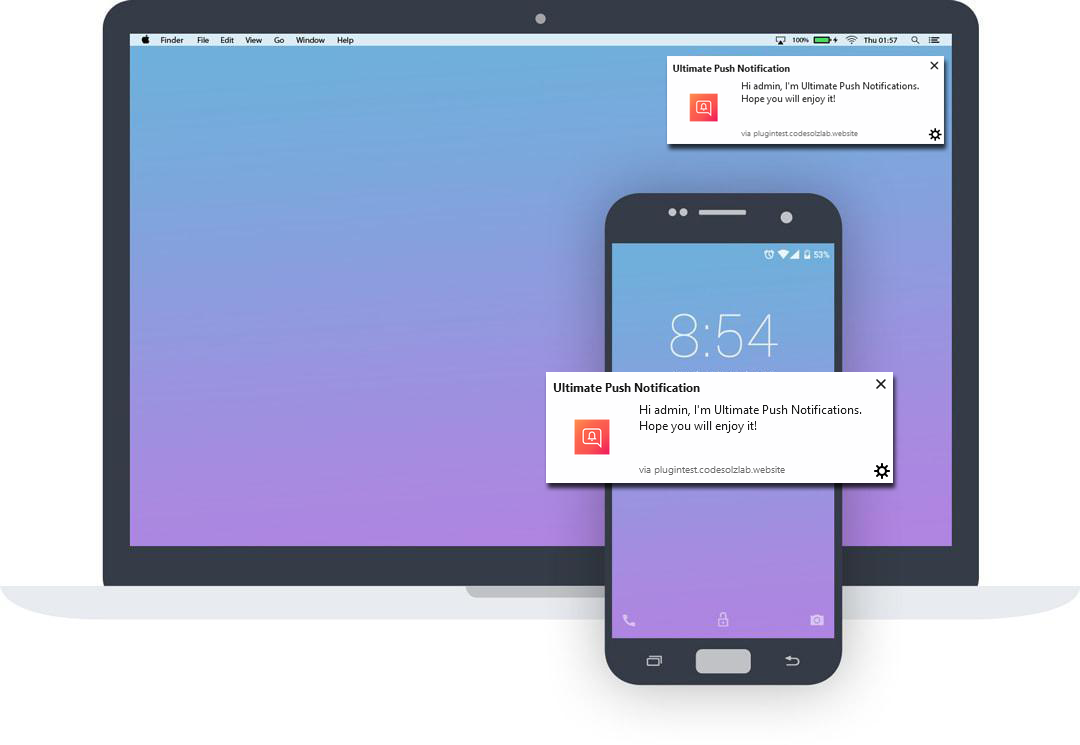 Finder File Edit View Go Window Help 100% Thu 01:57
Ultimate Push Notification
Hi admin, I'm Ultimate Push Notifications.
Hope you will enjoy it!
via plugintest.codesolzlab.website
53%
8:54
Ultimate Push Notification
Hi admin, I'm Ultimate Push Notifications.
Hope you will enjoy it!
via plugintest.codesolzlab.website